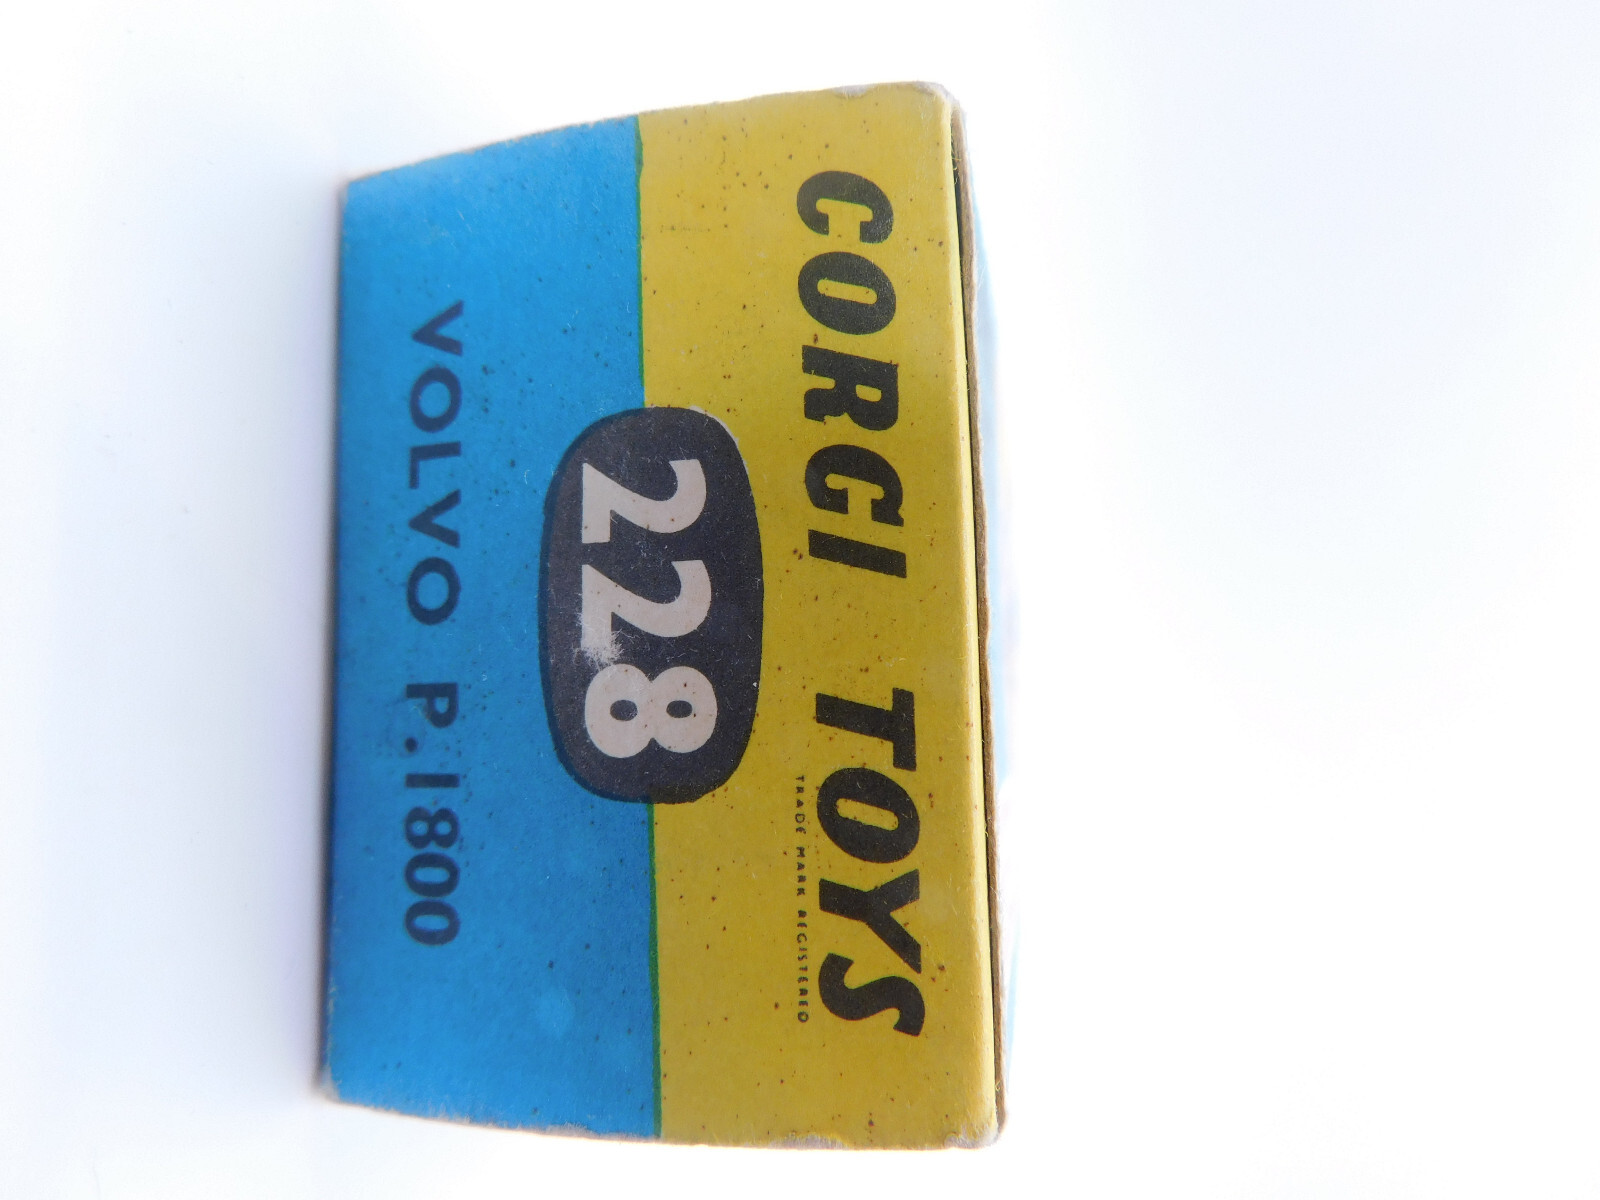 CORGI TOYS
TRADE MARK REGISTERED
228
VOLVO P.1800